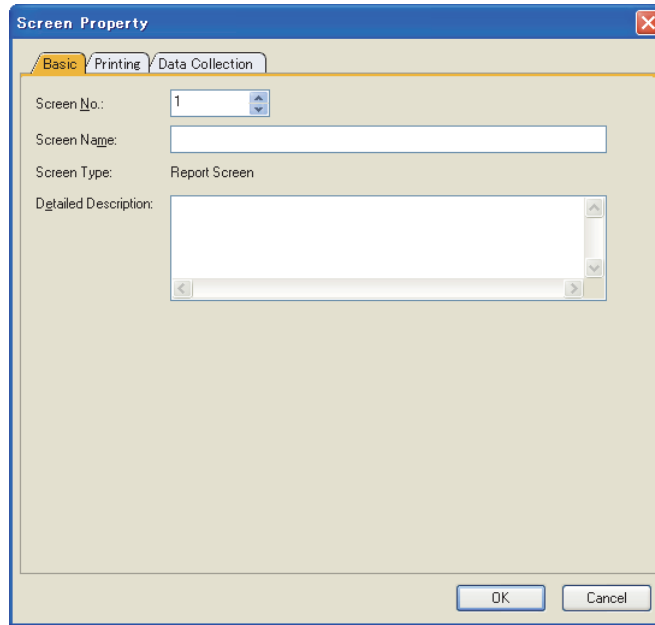 Screen Property
Basic Printing Data Collection
Screen No.: 1
Screen Name:
Screen Type: Report Screen
Detailed Description:
OK Cancel